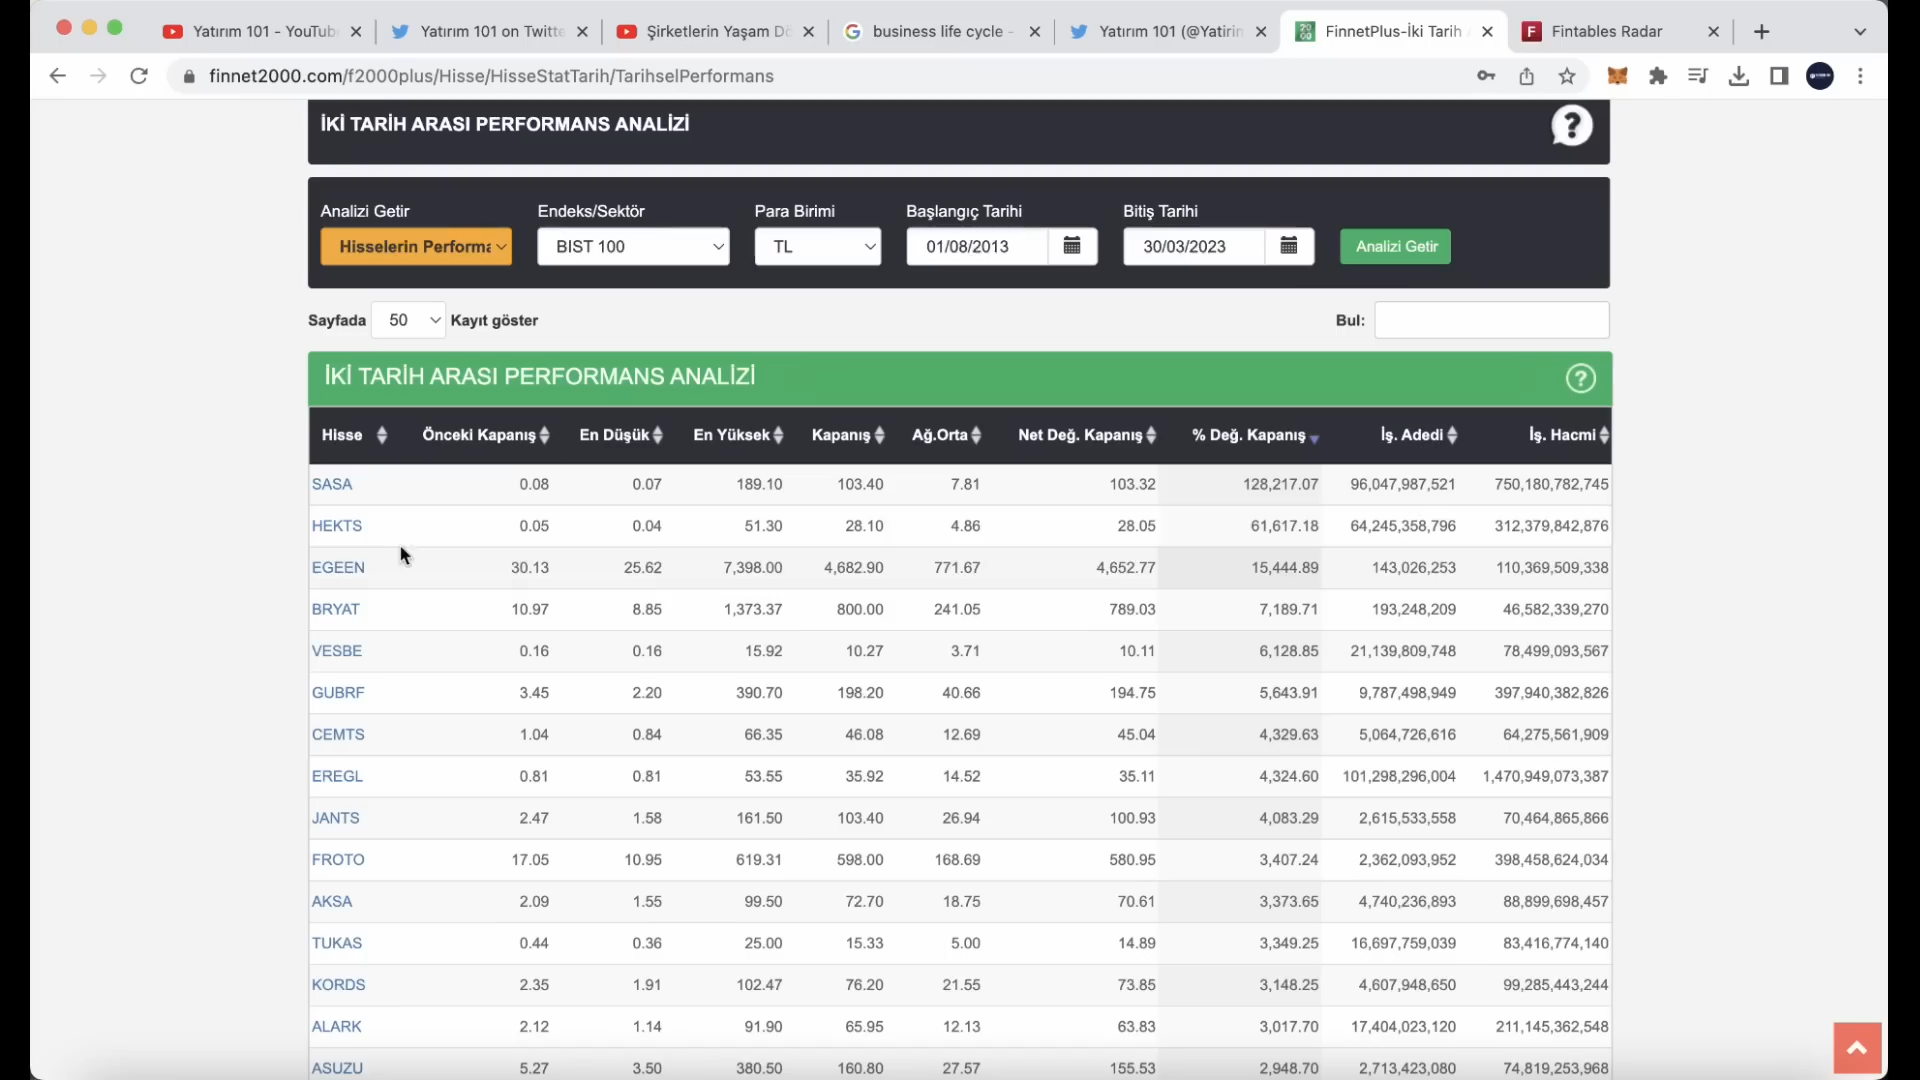 Yatırım 101 - YouTub
Yatırım 101 on Twitte
Şirketlerin Yaşam D
business life cycle -
Yatırım 101 (@Yatirin
FinnetPlus-İki Tarih
Fintables Radar
finnet2000.com/f2000plus/Hisse/HisseStatTarih/TarihselPerformans
İKİ TARİH ARASI PERFORMANS ANALİZİ
Analizi Getir Endeks/Sektör Para Birimi Başlangıç Tarihi Bitiş Tarihi
Hisselerin Performa BIST 100 TL 01/08/2013 30/03/2023 Analizi Getir
Sayfada 50 Kayıt göster Bul:
İKİ TARİH ARASI PERFORMANS ANALİZİ
Hisse Önceki Kapanış En Düşük En Yüksek Kapanış Ağ.Orta Net Değ. Kapanış % Değ. Kapanış İş. Adedi İş. Hacmi
SASA 0.08 0.07 189.10 103.40 7.81 103.32 128,217.07 96,047,987,521 750,180,782,745
HEKTS 0.05 0.04 51.30 28.10 4.86 28.05 61,617.18 64,245,358,796 312,379,842,876
EGEEN 30.13 25.62 7,398.00 4,682.90 771.67 4,652.77 15,444.89 143,026,253 110,369,509,338
BRYAT 10.97 8.85 1,373.37 800.00 241.05 789.03 7,189.71 193,248,209 46,582,339,270
VESBE 0.16 0.16 15.92 10.27 3.71 10.11 6,128.85 21,139,809,748 78,499,093,567
GUBRF 3.45 2.20 390.70 198.20 40.66 194.75 5,643.91 9,787,498,949 397,940,382,826
CEMTS 1.04 0.84 66.35 46.08 12.69 45.04 4,329.63 5,064,726,616 64,275,561,909
EREGL 0.81 0.81 53.55 35.92 14.52 35.11 4,324.60 101,298,296,004 1,470,949,073,387
JANTS 2.47 1.58 161.50 103.40 26.94 100.93 4,083.29 2,615,533,558 70,464,865,866
FROTO 17.05 10.95 619.31 598.00 168.69 580.95 3,407.24 2,362,093,952 398,458,624,034
AKSA 2.09 1.55 99.50 72.70 18.75 70.61 3,373.65 4,740,236,893 88,899,698,457
TUKAS 0.44 0.36 25.00 15.33 5.00 14.89 3,349.25 16,697,759,039 83,416,774,140
KORDS 2.35 1.91 102.47 76.20 21.55 73.85 3,148.25 4,607,948,650 99,285,443,244
ALARK 2.12 1.14 91.90 65.95 12.13 63.83 3,017.70 17,404,023,120 211,145,362,548
ASUZU 5.27 3.50 380.50 160.80 27.57 155.53 2,948.70 2,713,423,080 74,819,253,968